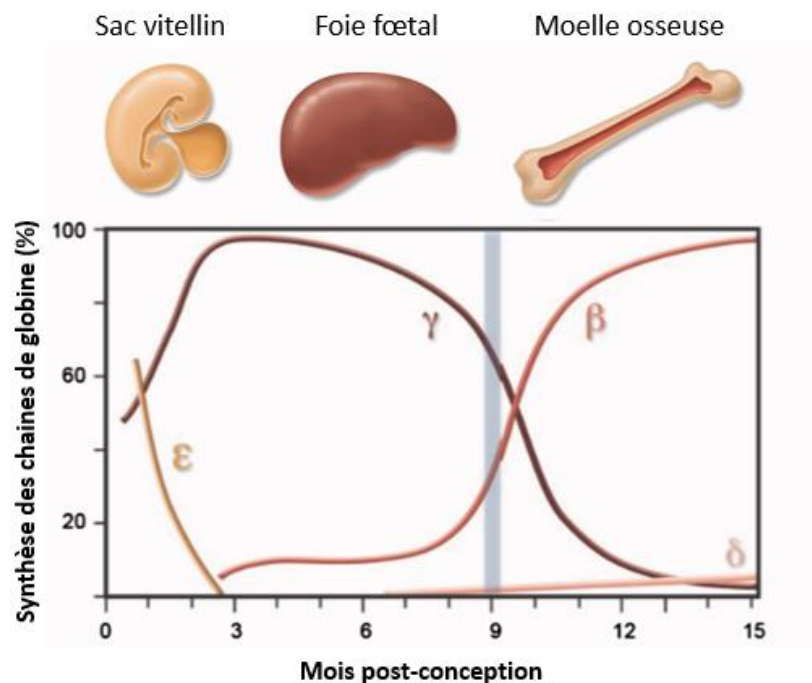 Sac vitellin Foie fœtal Moelle osseuse
Synthèse des chaines de globine (%)
100
60
20
γ
β
ε
δ
0 3 6 9 12 15
Mois post-conception